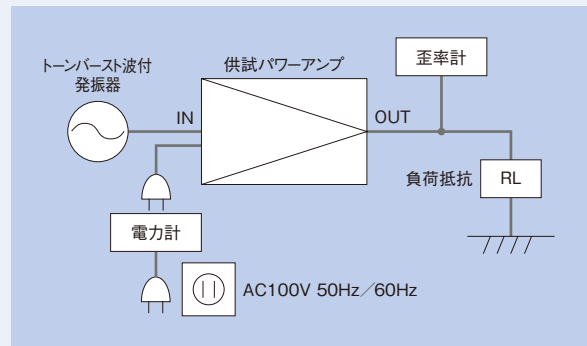 トーンバースト波付
発振器
供試パワーアンプ
歪率計
IN
OUT
負荷抵抗
RL
電力計
AC100V 50Hz／60Hz